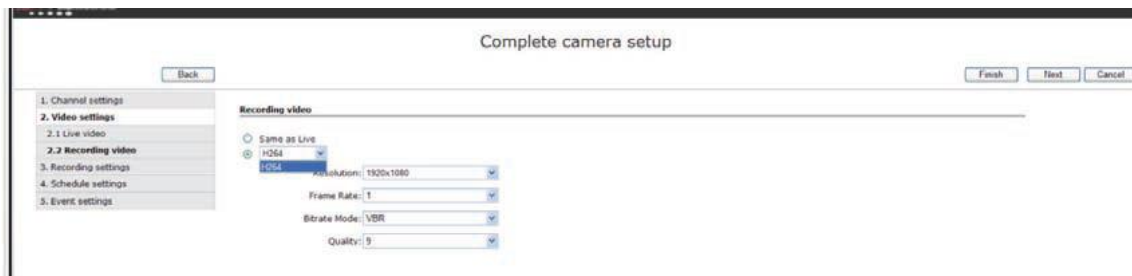 Complete camera setup
Back
Finish Next Cancel
1. Channel settings
2. Video settings
2.1 Live video
2.2 Recording video
3. Recording settings
4. Schedule settings
5. Event settings
Recording video
Same as Live
H264
H264
Resolution: 1920x1080
Frame Rate: 1
Bitrate Mode: VBR
Quality: 9